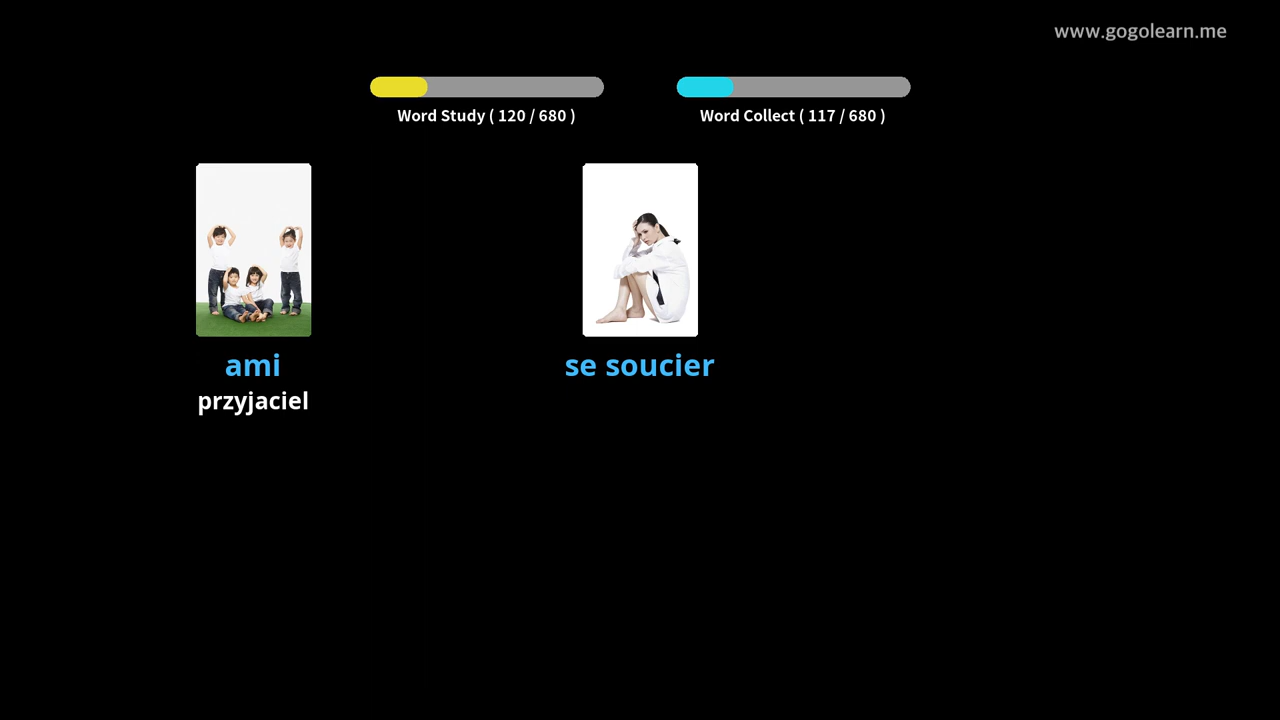 www.gogolearn.me
Word Study ( 120 / 680 )
Word Collect ( 117 / 680 )
ami
se soucier
przyjaciel